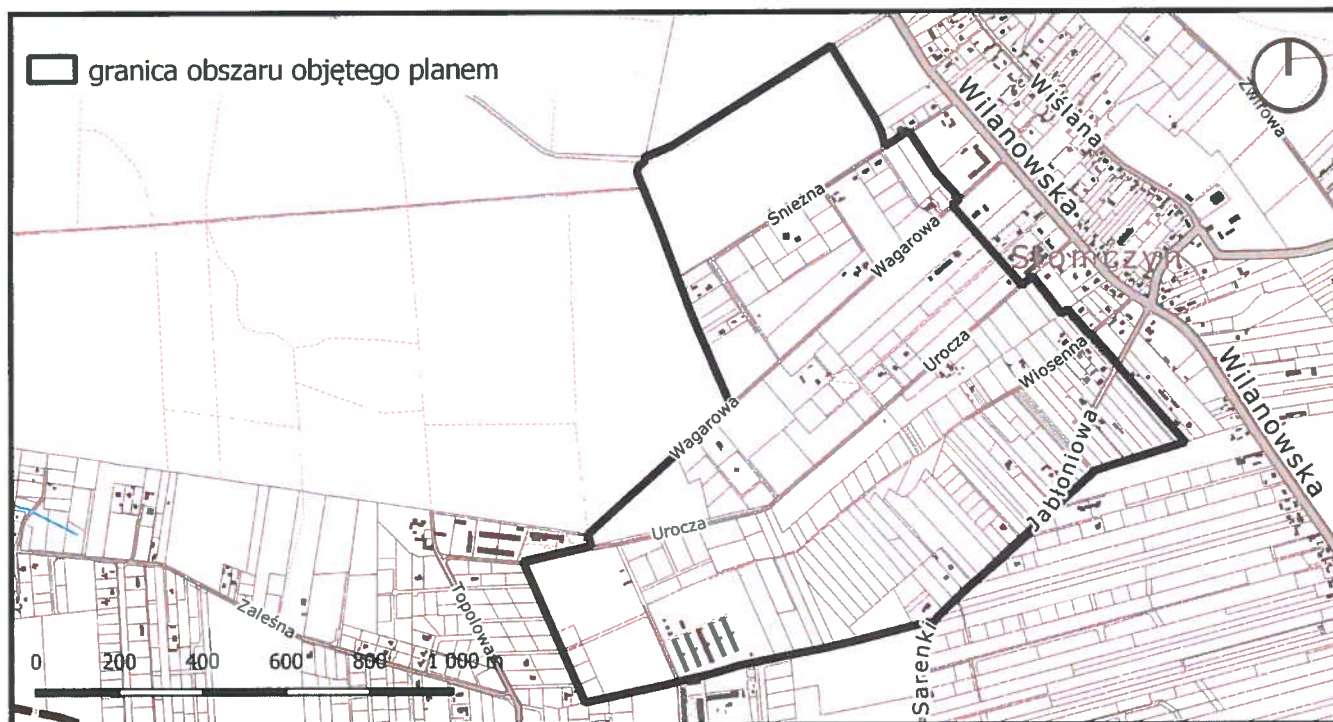 granica obszaru objętego planem
Wilanowska
Wiślana
Żwirowa
Śnieżna
Wagarowa
Słomczyn
Urocza
Wiosenna
Wagarowa
Wilanowska
Jabłoniowa
Urocza
Topolowa
Zaleśna
Sarenki
0 200 400 600 800 1 000 m